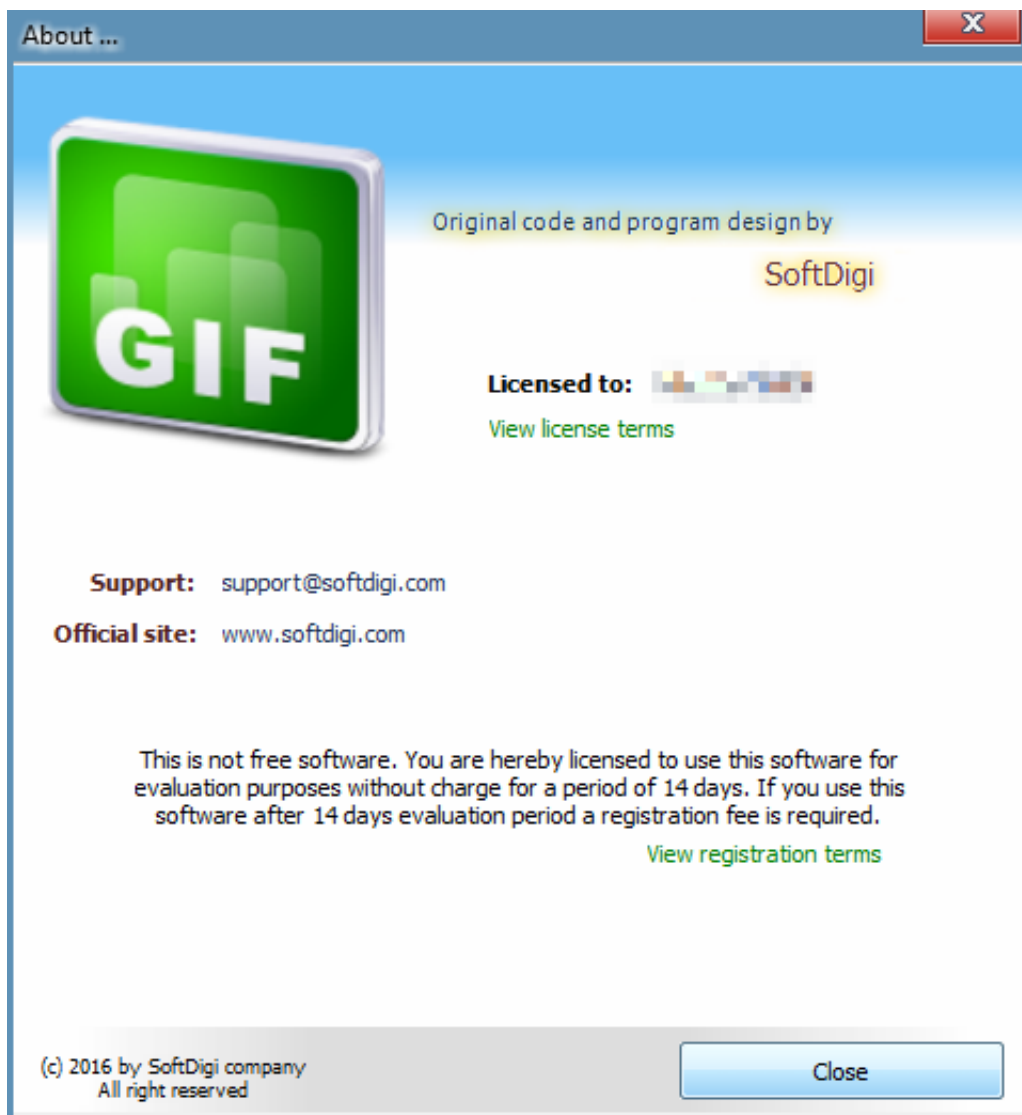 About ...
X
GIF
Original code and program design by
SoftDigi
Licensed to:
View license terms
Support: support@softdigi.com
Official site: www.softdigi.com
This is not free software. You are hereby licensed to use this software for
evaluation purposes without charge for a period of 14 days. If you use this
software after 14 days evaluation period a registration fee is required.
View registration terms
(c) 2016 by SoftDigi company
All right reserved
Close